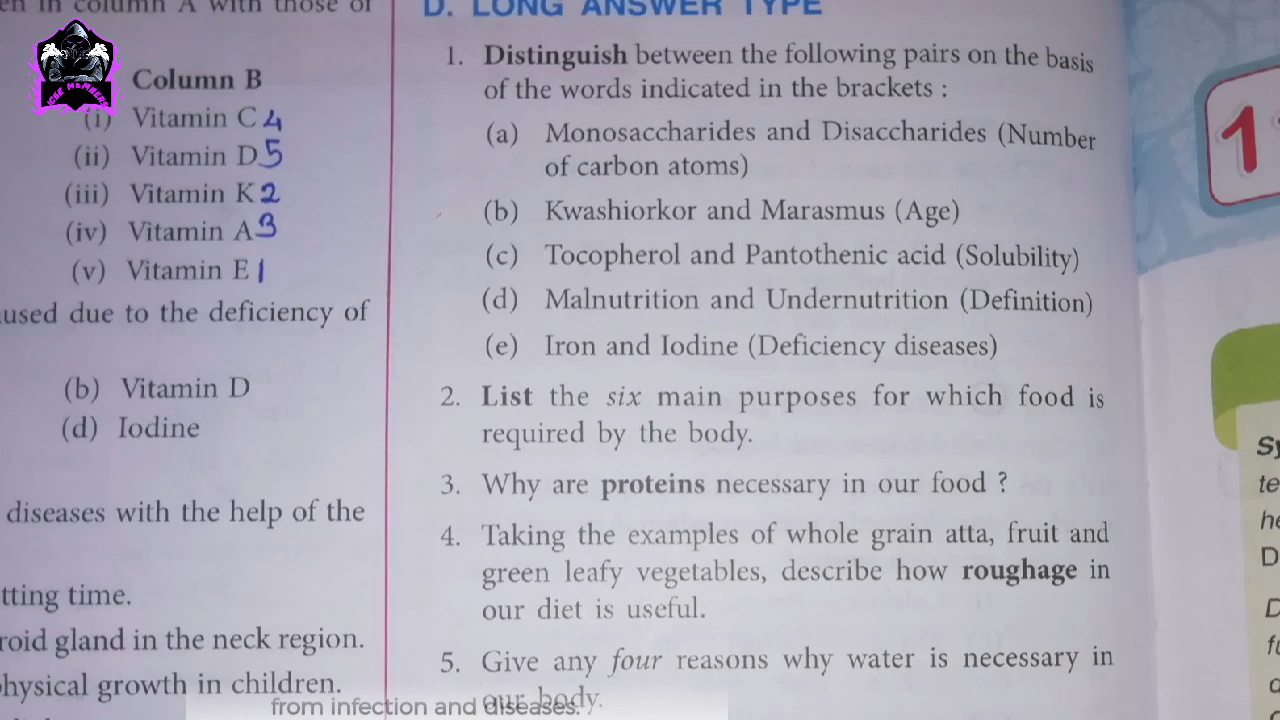 en in column A with those of
Column B
(i) Vitamin C 4
(ii) Vitamin D 5
(iii) Vitamin K 2
(iv) Vitamin A 3
(v) Vitamin E 1
used due to the deficiency of
(b) Vitamin D
(d) Iodine
diseases with the help of the
tting time.
roid gland in the neck region.
physical growth in children.
D. LONG ANSWER TYPE
1. Distinguish between the following pairs on the basis
of the words indicated in the brackets :
(a) Monosaccharides and Disaccharides (Number
of carbon atoms)
(b) Kwashiorkor and Marasmus (Age)
(c) Tocopherol and Pantothenic acid (Solubility)
(d) Malnutrition and Undernutrition (Definition)
(e) Iron and Iodine (Deficiency diseases)
2. List the six main purposes for which food is
required by the body.
3. Why are proteins necessary in our food ?
4. Taking the examples of whole grain atta, fruit and
green leafy vegetables, describe how roughage in
our diet is useful.
5. Give any four reasons why water is necessary in
our body.
from infection and diseases.
1
Sy
te
he
D
D
fu